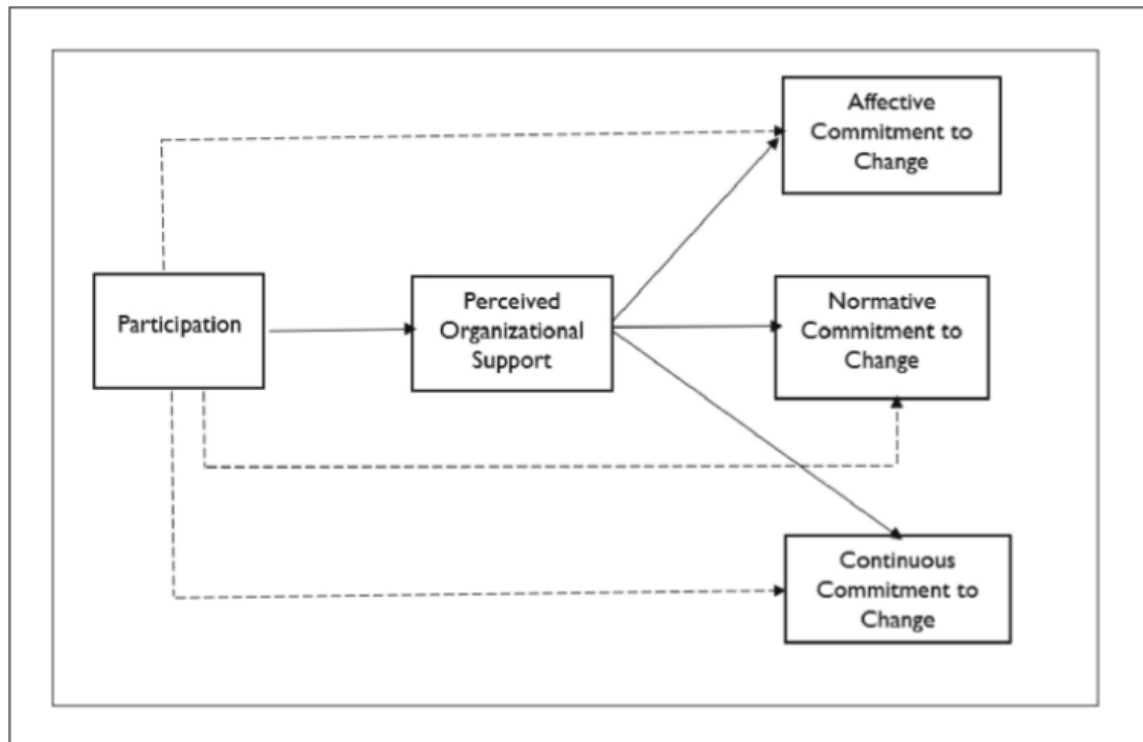 Affective
Commitment to
Change
Participation
Perceived
Organizational
Support
Normative
Commitment to
Change
Continuous
Commitment to
Change